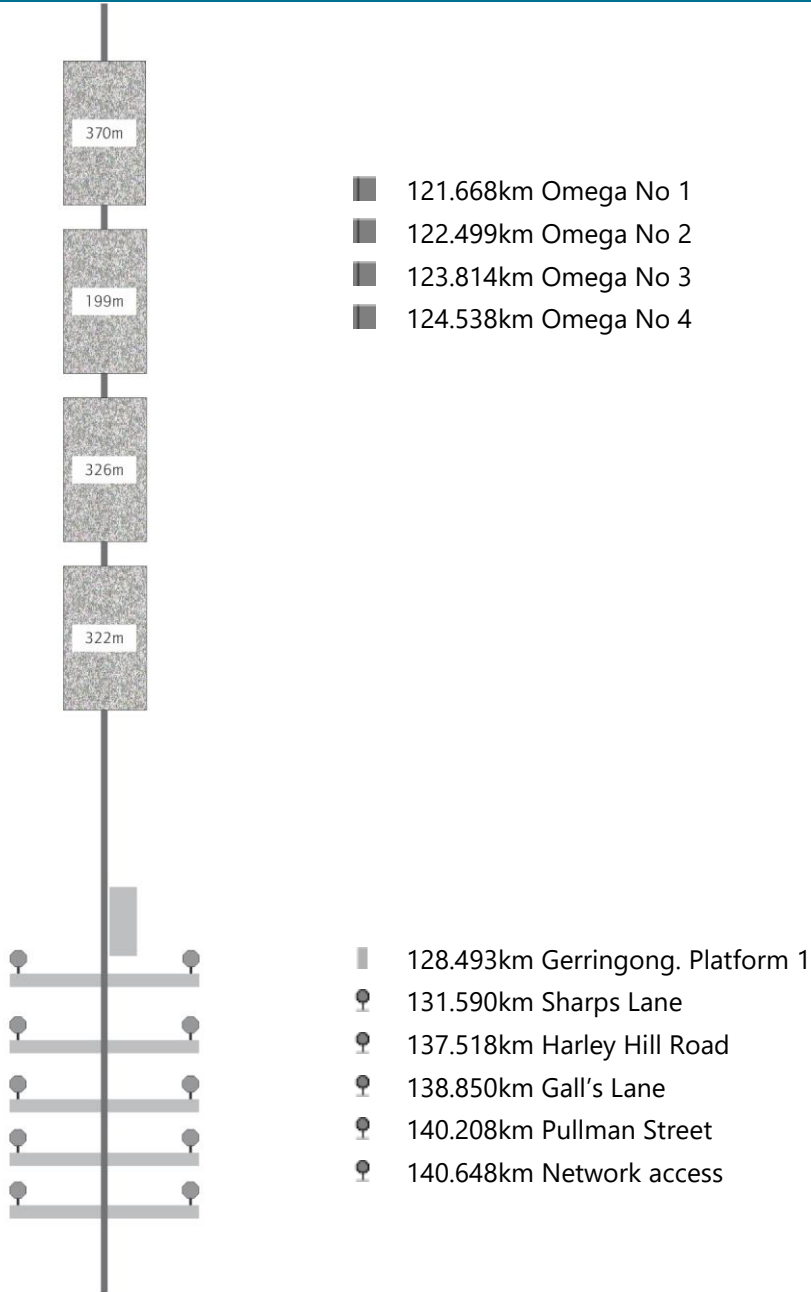 370m
121.668km Omega No 1
122.499km Omega No 2
199m
123.814km Omega No 3
124.538km Omega No 4
326m
322m
128.493km Gerringong. Platform 1
131.590km Sharps Lane
137.518km Harley Hill Road
138.850km Gall’s Lane
140.208km Pullman Street
140.648km Network access